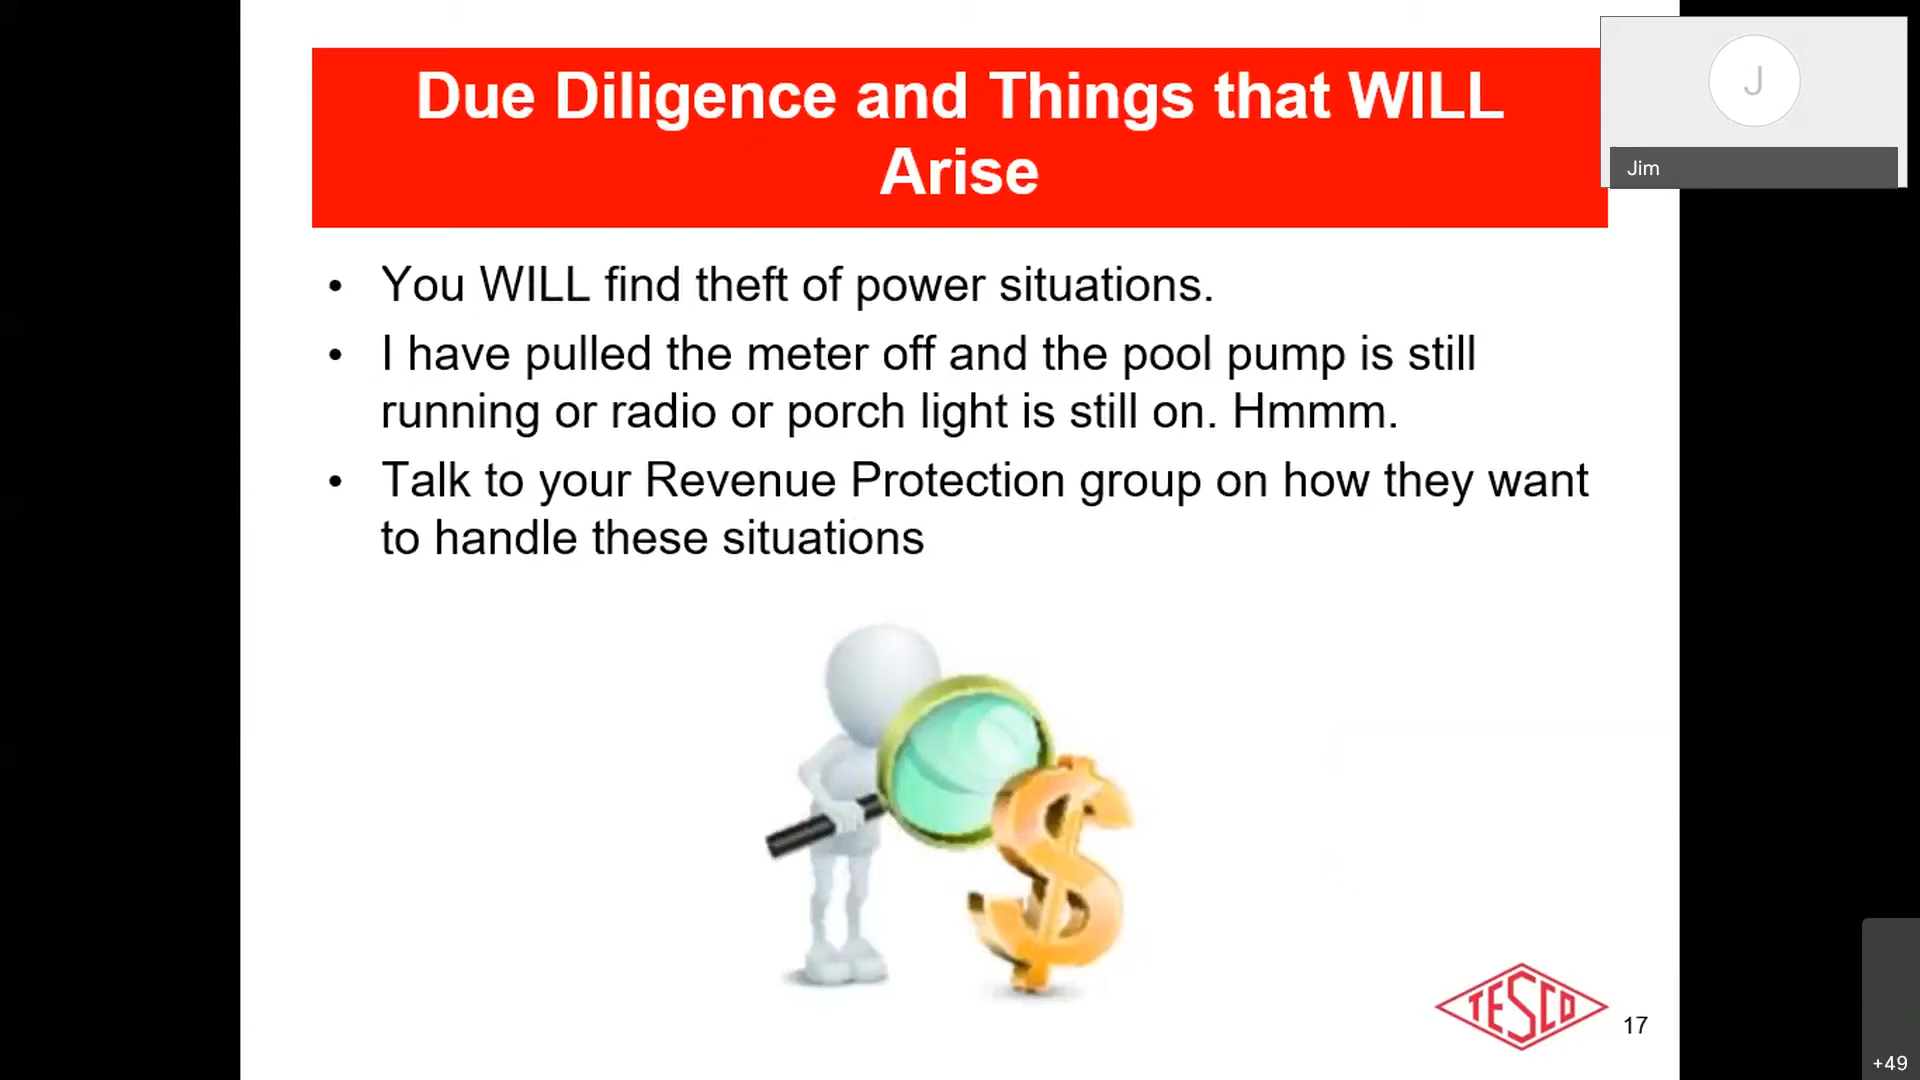 Due Diligence and Things that WILL
Arise
J
Jim
• You WILL find theft of power situations.
• I have pulled the meter off and the pool pump is still
running or radio or porch light is still on. Hmmm.
• Talk to your Revenue Protection group on how they want
to handle these situations
$
TESCO
17
+49